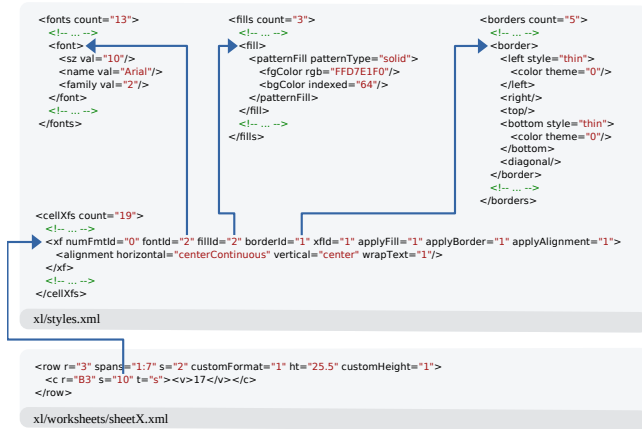 <fonts count="13">
<!-- ... -->
<font>
<sz val="10"/>
<name val="Arial"/>
<family val="2"/>
</font>
<!-- ... -->
</fonts>
<fills count="3">
<!-- ... -->
<fill>
<patternFill patternType="solid">
<fgColor rgb="FFD7E1F0"/>
<bgColor indexed="64"/>
</patternFill>
</fill>
<!-- ... -->
</fills>
<borders count="5">
<!-- ... -->
<border>
<left style="thin">
<color theme="0"/>
</left>
<right/>
<top/>
<bottom style="thin">
<color theme="0"/>
</bottom>
<diagonal/>
</border>
<!-- ... -->
</borders>
<cellXfs count="19">
<!-- ... -->
<xf numFmtId="0" fontId="2" fillId="2" borderId="1" xfId="1" applyFill="1" applyBorder="1" applyAlignment="1">
<alignment horizontal="centerContinuous" vertical="center" wrapText="1"/>
</xf>
<!-- ... -->
</cellXfs>
xl/styles.xml
<row r="3" spans="1:7" s="2" customFormat="1" ht="25.5" customHeight="1">
<c r="B3" s="10" t="s"><v>17</v></c>
</row>
xl/worksheets/sheetX.xml